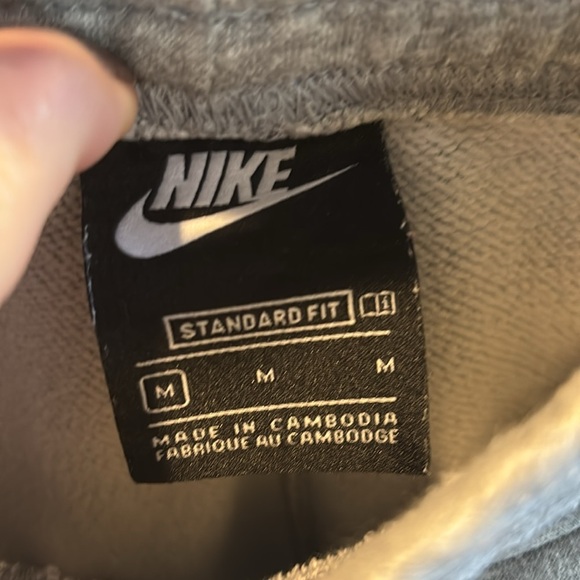 NIKE
STANDARD FIT i
M M M
MADE IN CAMBODIA
FABRIQUE AU CAMBODGE